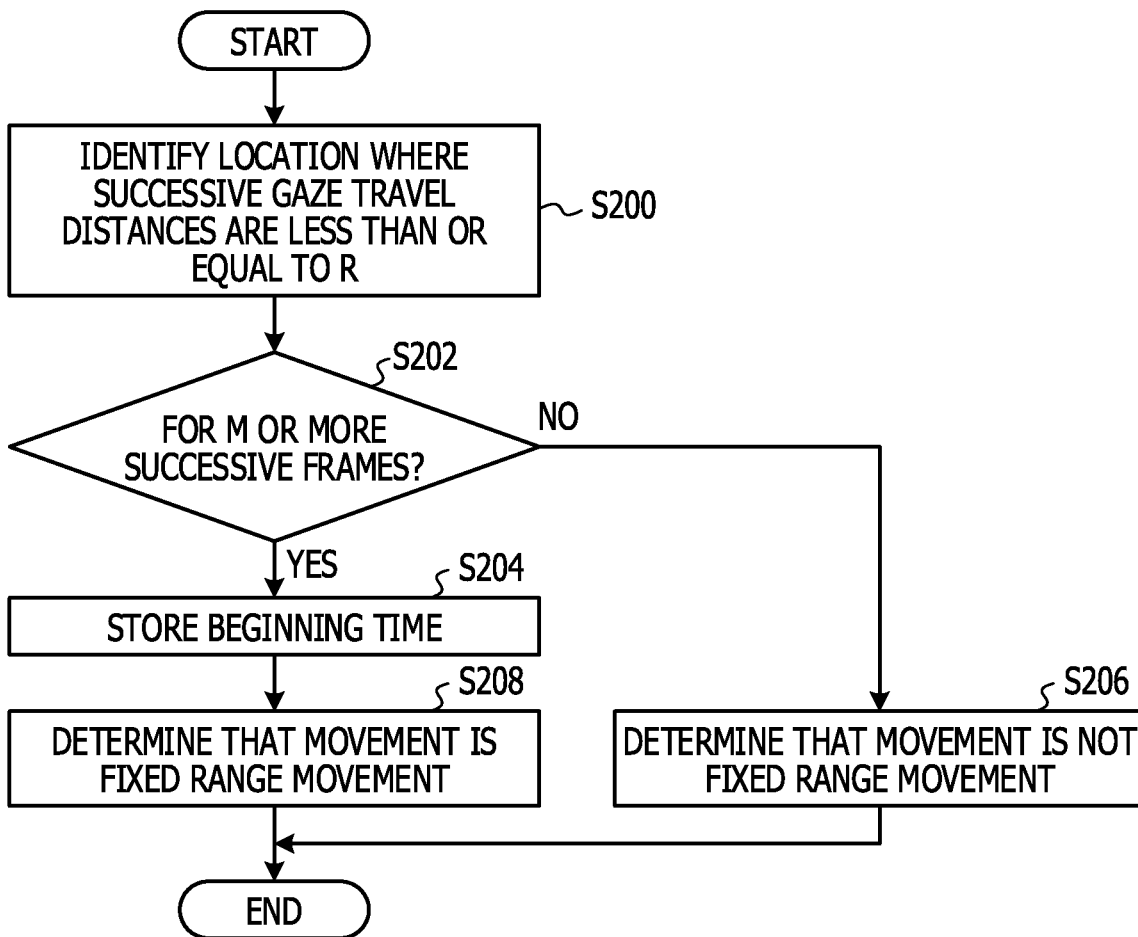 START
IDENTIFY LOCATION WHERE
SUCCESSIVE GAZE TRAVEL
DISTANCES ARE LESS THAN OR
EQUAL TO R
S200
S202
FOR M OR MORE
SUCCESSIVE FRAMES?
NO
YES
S204
STORE BEGINNING TIME
S208
DETERMINE THAT MOVEMENT IS
FIXED RANGE MOVEMENT
S206
DETERMINE THAT MOVEMENT IS NOT
FIXED RANGE MOVEMENT
END